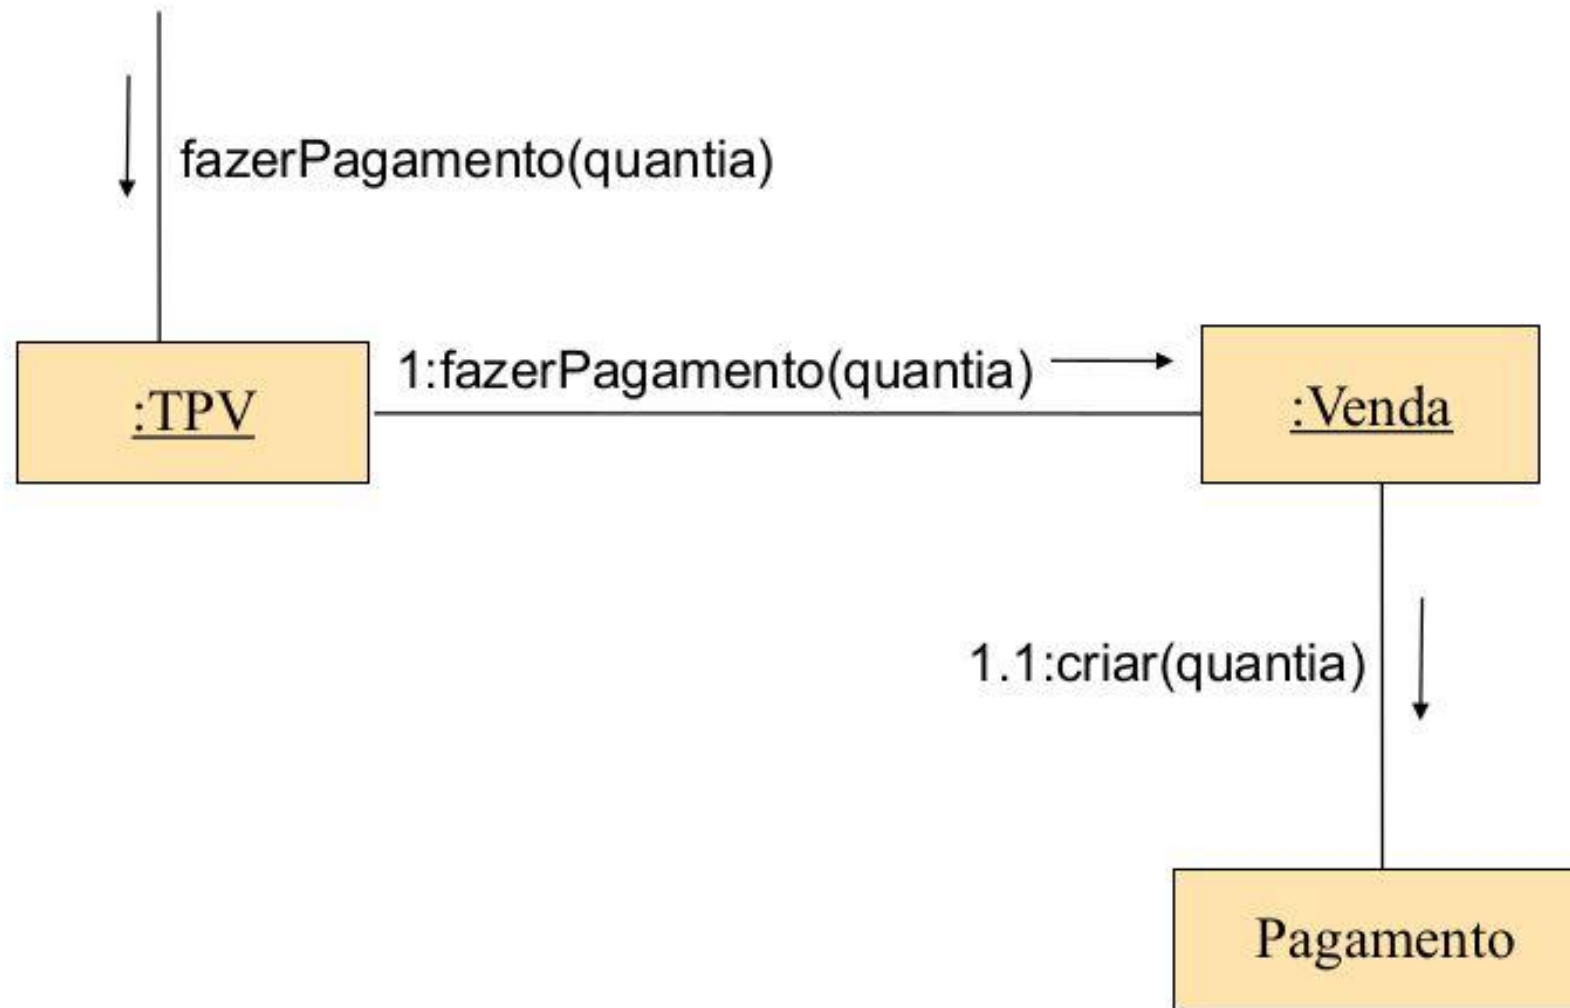 fazerPagamento(quantia)
1:fazerPagamento(quantia)
:TPV
:Venda
1.1:criar(quantia)
Pagamento